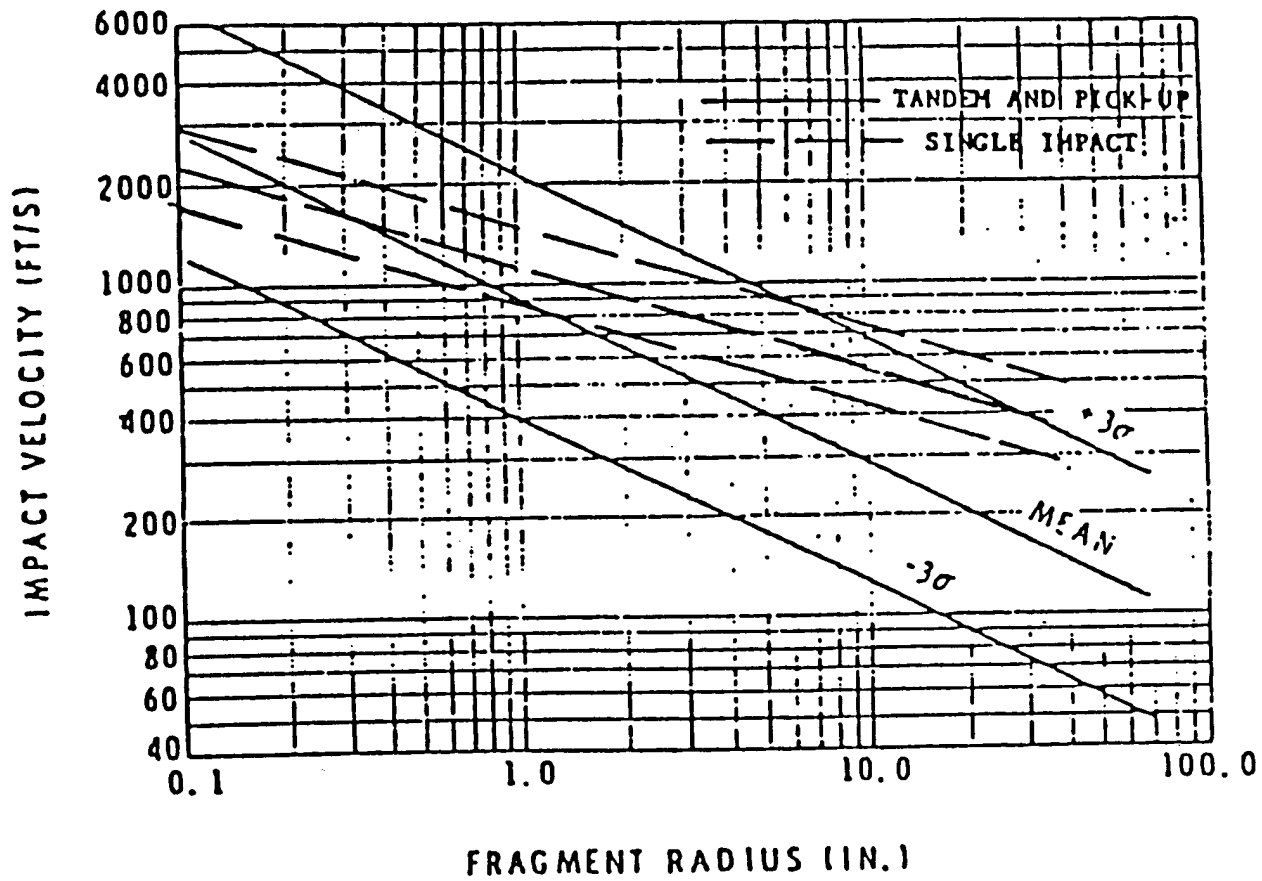 6000
4000
2000
1000
800
600
400
200
100
80
60
40
0.1
1.0
10.0
100.0
IMPACT VELOCITY (FT/S)
FRAGMENT RADIUS (IN.)
TANDEM AND PICK-UP
SINGLE IMPACT
+3σ
MEAN
-3σ